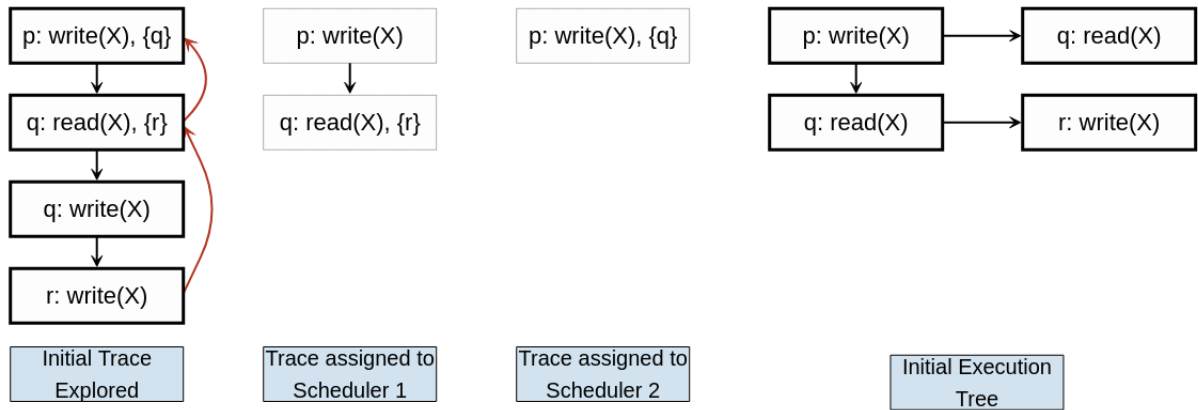 p: write(X), {q}
q: read(X), {r}
q: write(X)
r: write(X)
Initial Trace
Explored
p: write(X)
q: read(X), {r}
Trace assigned to
Scheduler 1
p: write(X), {q}
Trace assigned to
Scheduler 2
p: write(X)
q: read(X)
q: read(X)
r: write(X)
Initial Execution
Tree